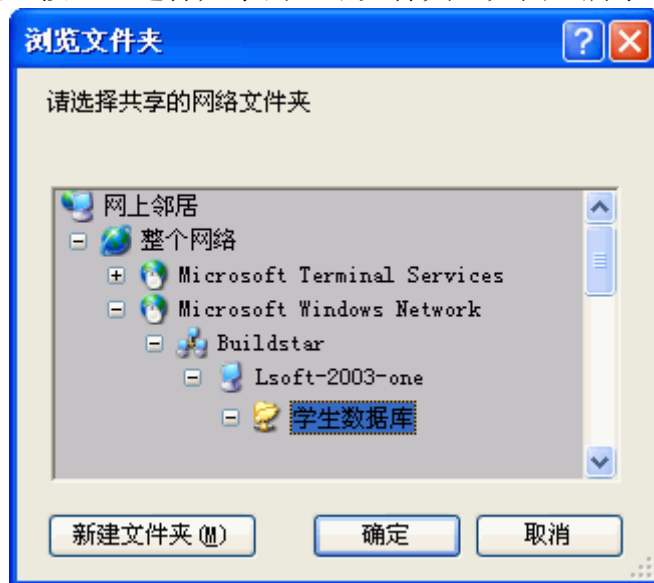 浏览文件夹
请选择共享的网络文件夹
网上邻居
整个网络
Microsoft Terminal Services
Microsoft Windows Network
Buildstar
Lsoft-2003-one
学生数据库
新建文件夹(M) 确定 取消